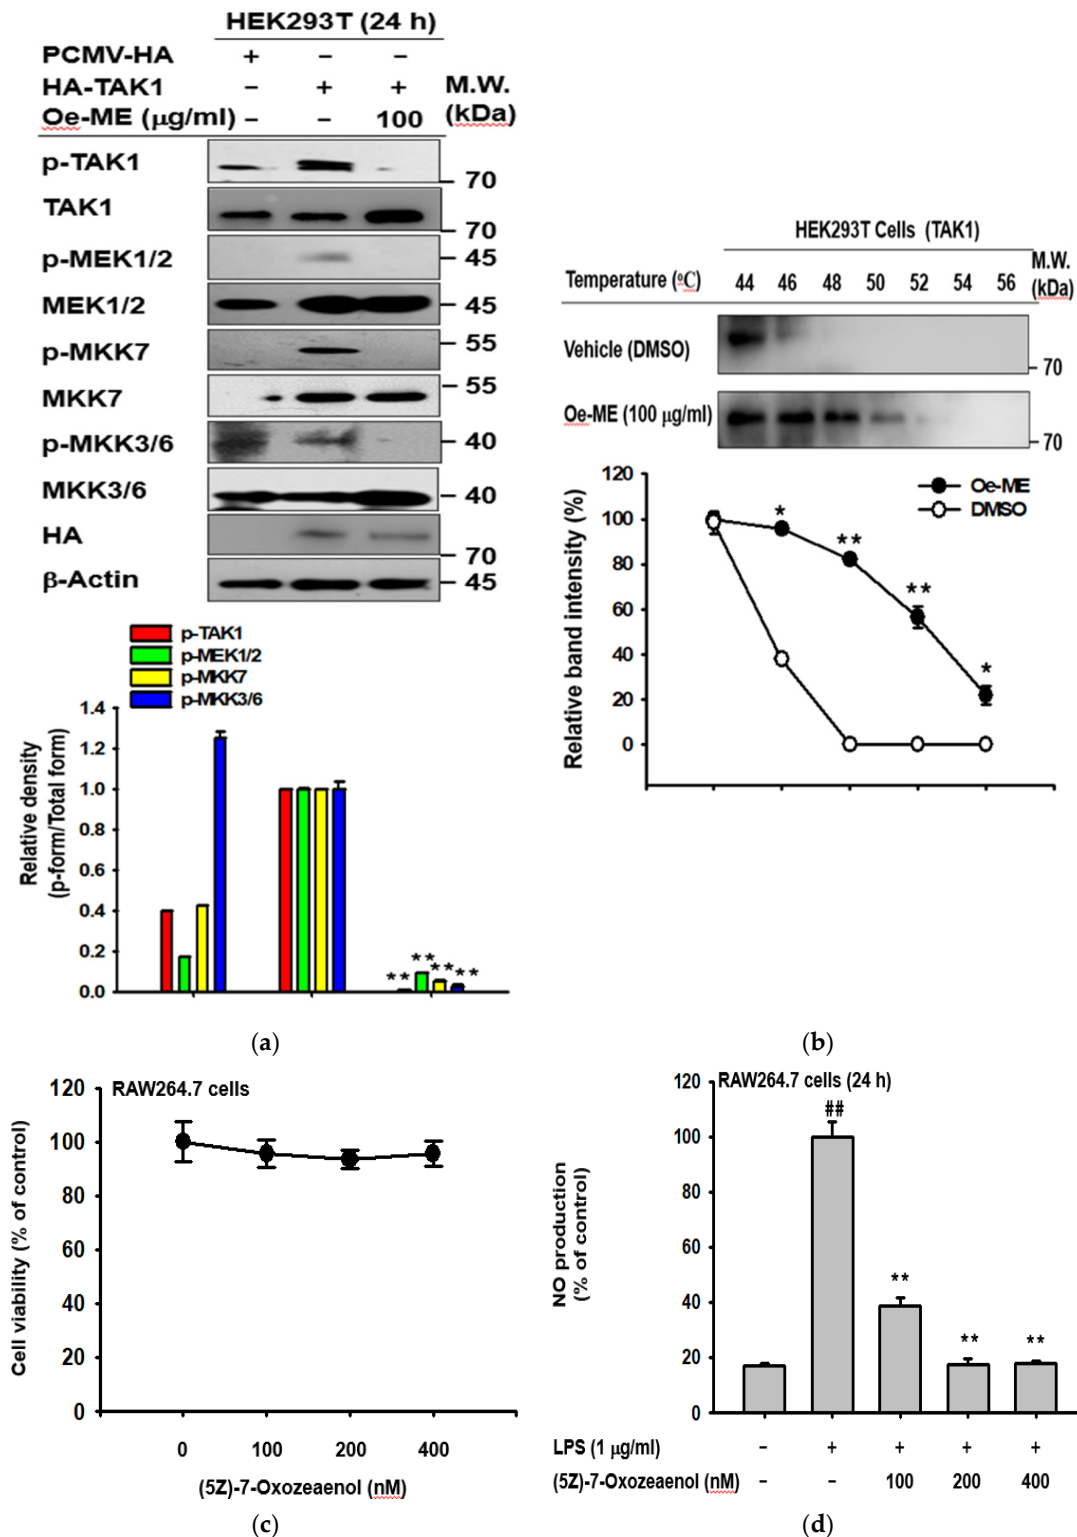 HEK293T (24 h)
PCMV-HA + − −
HA-TAK1 − + + M.W.
Oe-ME (μg/ml) − − 100 (kDa)
p-TAK1
70
TAK1
70
p-MEK1/2 45
MEK1/2 45
p-MKK7 55
MKK7 55
p-MKK3/6 40
MKK3/6 40
HA
70
β-Actin 45
p-TAK1
p-MEK1/2
p-MKK7
p-MKK3/6
Relative density
(p-form/Total form)
1.4
1.2
1.0
0.8
0.6
0.4
0.2
0.0
** ** ** **
(a)
HEK293T Cells (TAK1)
Temperature (℃) 44 46 48 50 52 54 56 M.W.
(kDa)
Vehicle (DMSO)
70
Oe-ME (100 μg/ml)
70
Relative band intensity (%)
120
100
80
60
40
20
0
Oe-ME
DMSO
* ** ** *
(b)
RAW264.7 cells
Cell viability (% of control)
120
100
80
60
40
20
0
0 100 200 400
(5Z)-7-Oxozeaenol (nM)
(c)
RAW264.7 cells (24 h)
NO production
(% of control)
120
100
80
60
40
20
0
## ** ** **
LPS (1 μg/ml) − + + + +
(5Z)-7-Oxozeaenol (nM) − − 100 200 400
(d)